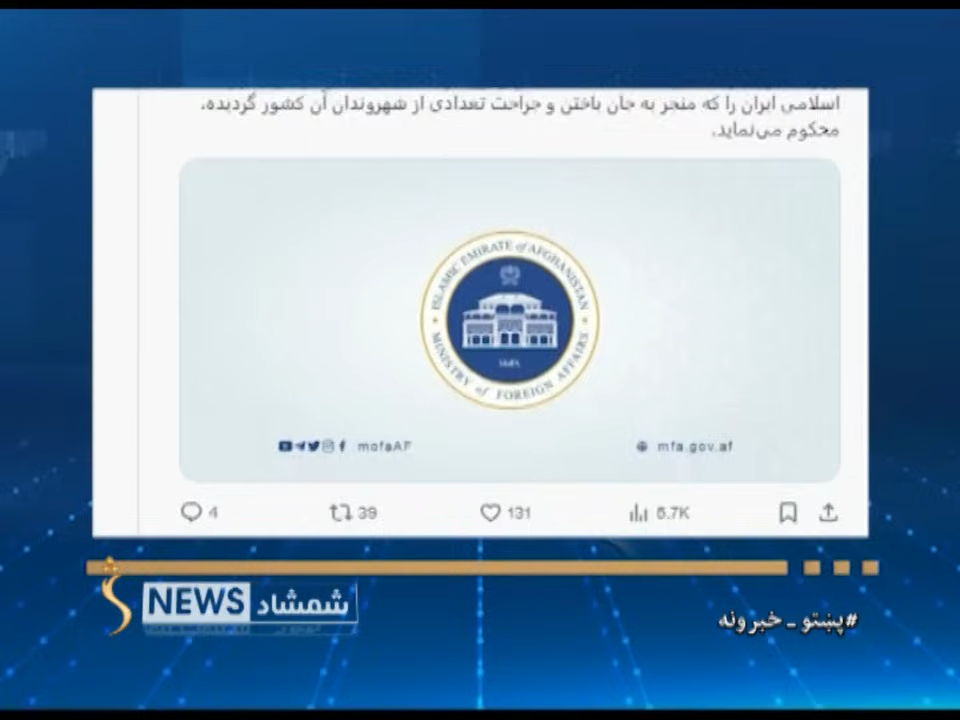 اسلامی ایران را که منجر به جان باختن و جراحت تعدادی از شهروندان آن کشور گردیده،
محکوم می‌نماید.
ISLAMIC EMIRATE of AFGHANISTAN
MINISTRY of FOREIGN AFFAIRS
mofaAF
mfa.gov.af
4
39
131
5.7K
NEWS شمشاد
#پښتو - خبرونه